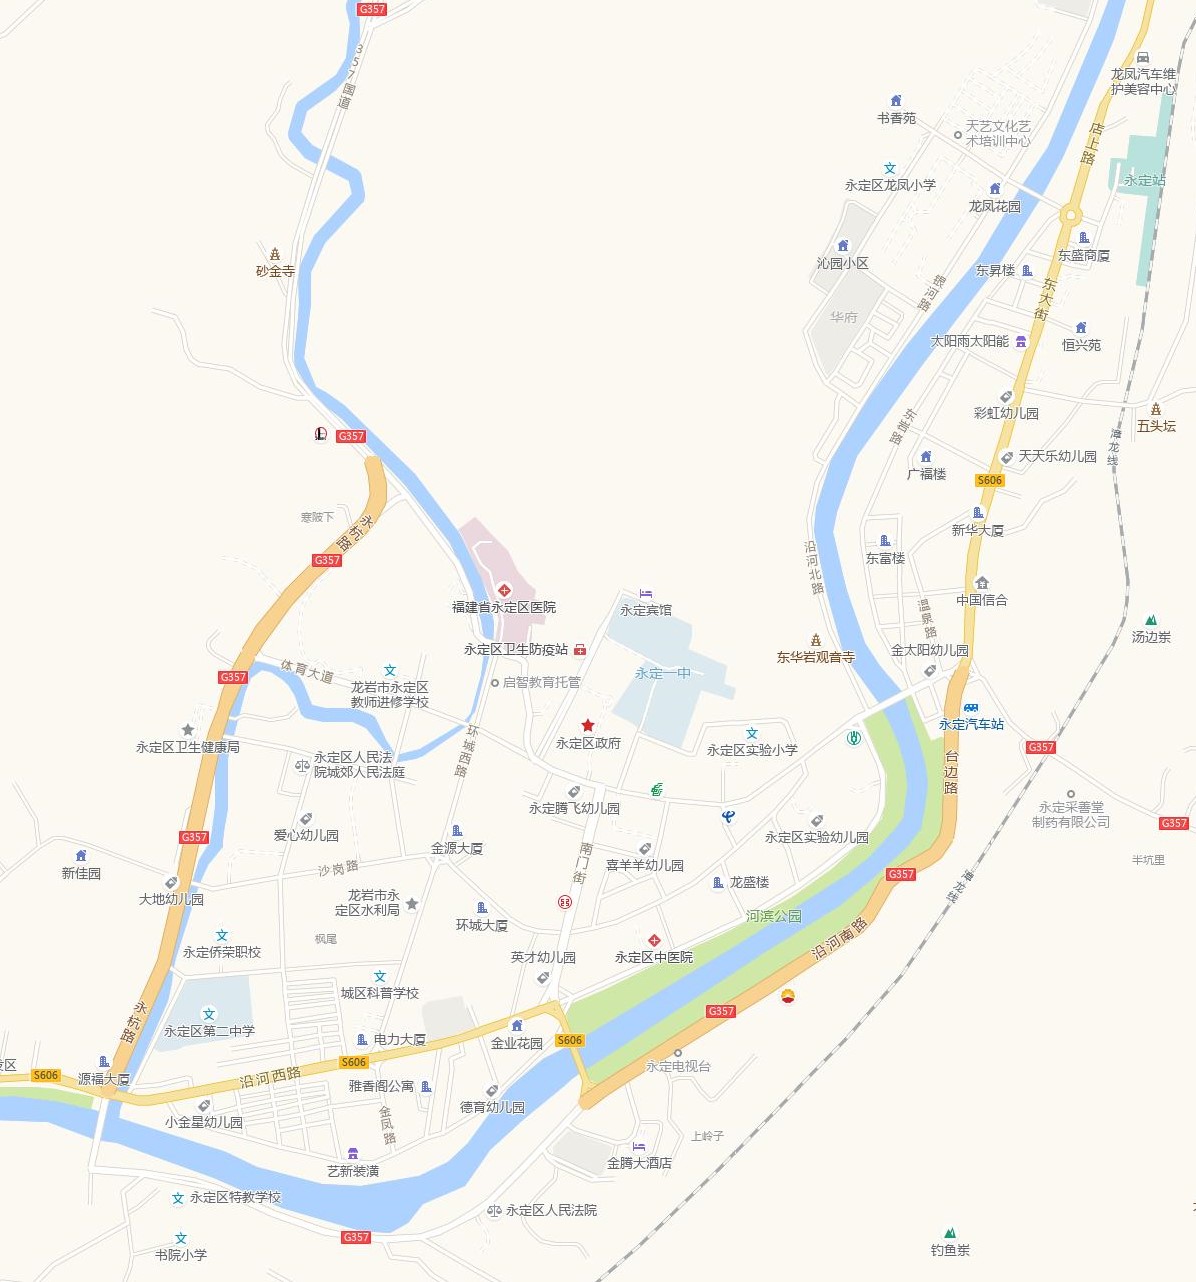 G357
357国道
龙凤汽车维
护美容中心
书香苑
天艺文化艺
术培训中心
店上路
永定区龙凤小学
永定站
龙凤花园
沁园小区
东盛商厦
砂金寺
东昇楼
银河路
东大街
华府
太阳雨太阳能
恒兴苑
彩虹幼儿园
五头坛
东岩路
漳龙线
G357
天天乐幼儿园
广福楼
S606
寨陂下
永杭路
新华大厦
G357
东富楼
沿河北路
中国信合
福建省永定区医院
永定宾馆
温泉路
汤边崇
永定区卫生防疫站
东华岩观音寺
金太阳幼儿园
体育大道
G357
龙岩市永定区
教师进修学校
启智教育托管
永定一中
永定汽车站
永定区卫生健康局
环城西路
永定区政府
永定区实验小学
G357
永定区人民法
院城郊人民法庭
台边路
永定腾飞幼儿园
永定采善堂
制药有限公司
G357
爱心幼儿园
永定区实验幼儿园
G357
金源大厦
南门街
喜羊羊幼儿园
半坑里
新佳园
沙岗路
G357
龙盛楼
漳龙线
大地幼儿园
龙岩市永
定区水利局
环城大厦
河滨公园
永定侨荣职校
枫尾
沿河南路
英才幼儿园
永定区中医院
城区科普学校
永杭路
永定区第二中学
G357
电力大厦
金业花园
S606
S606
S606
源福大厦
沿河西路
永定电视台
雅香阁公寓
德育幼儿园
小金星幼儿园
金凤路
上岭子
艺新装潢
金腾大酒店
永定区特教学校
永定区人民法院
G357
书院小学
钓鱼崇